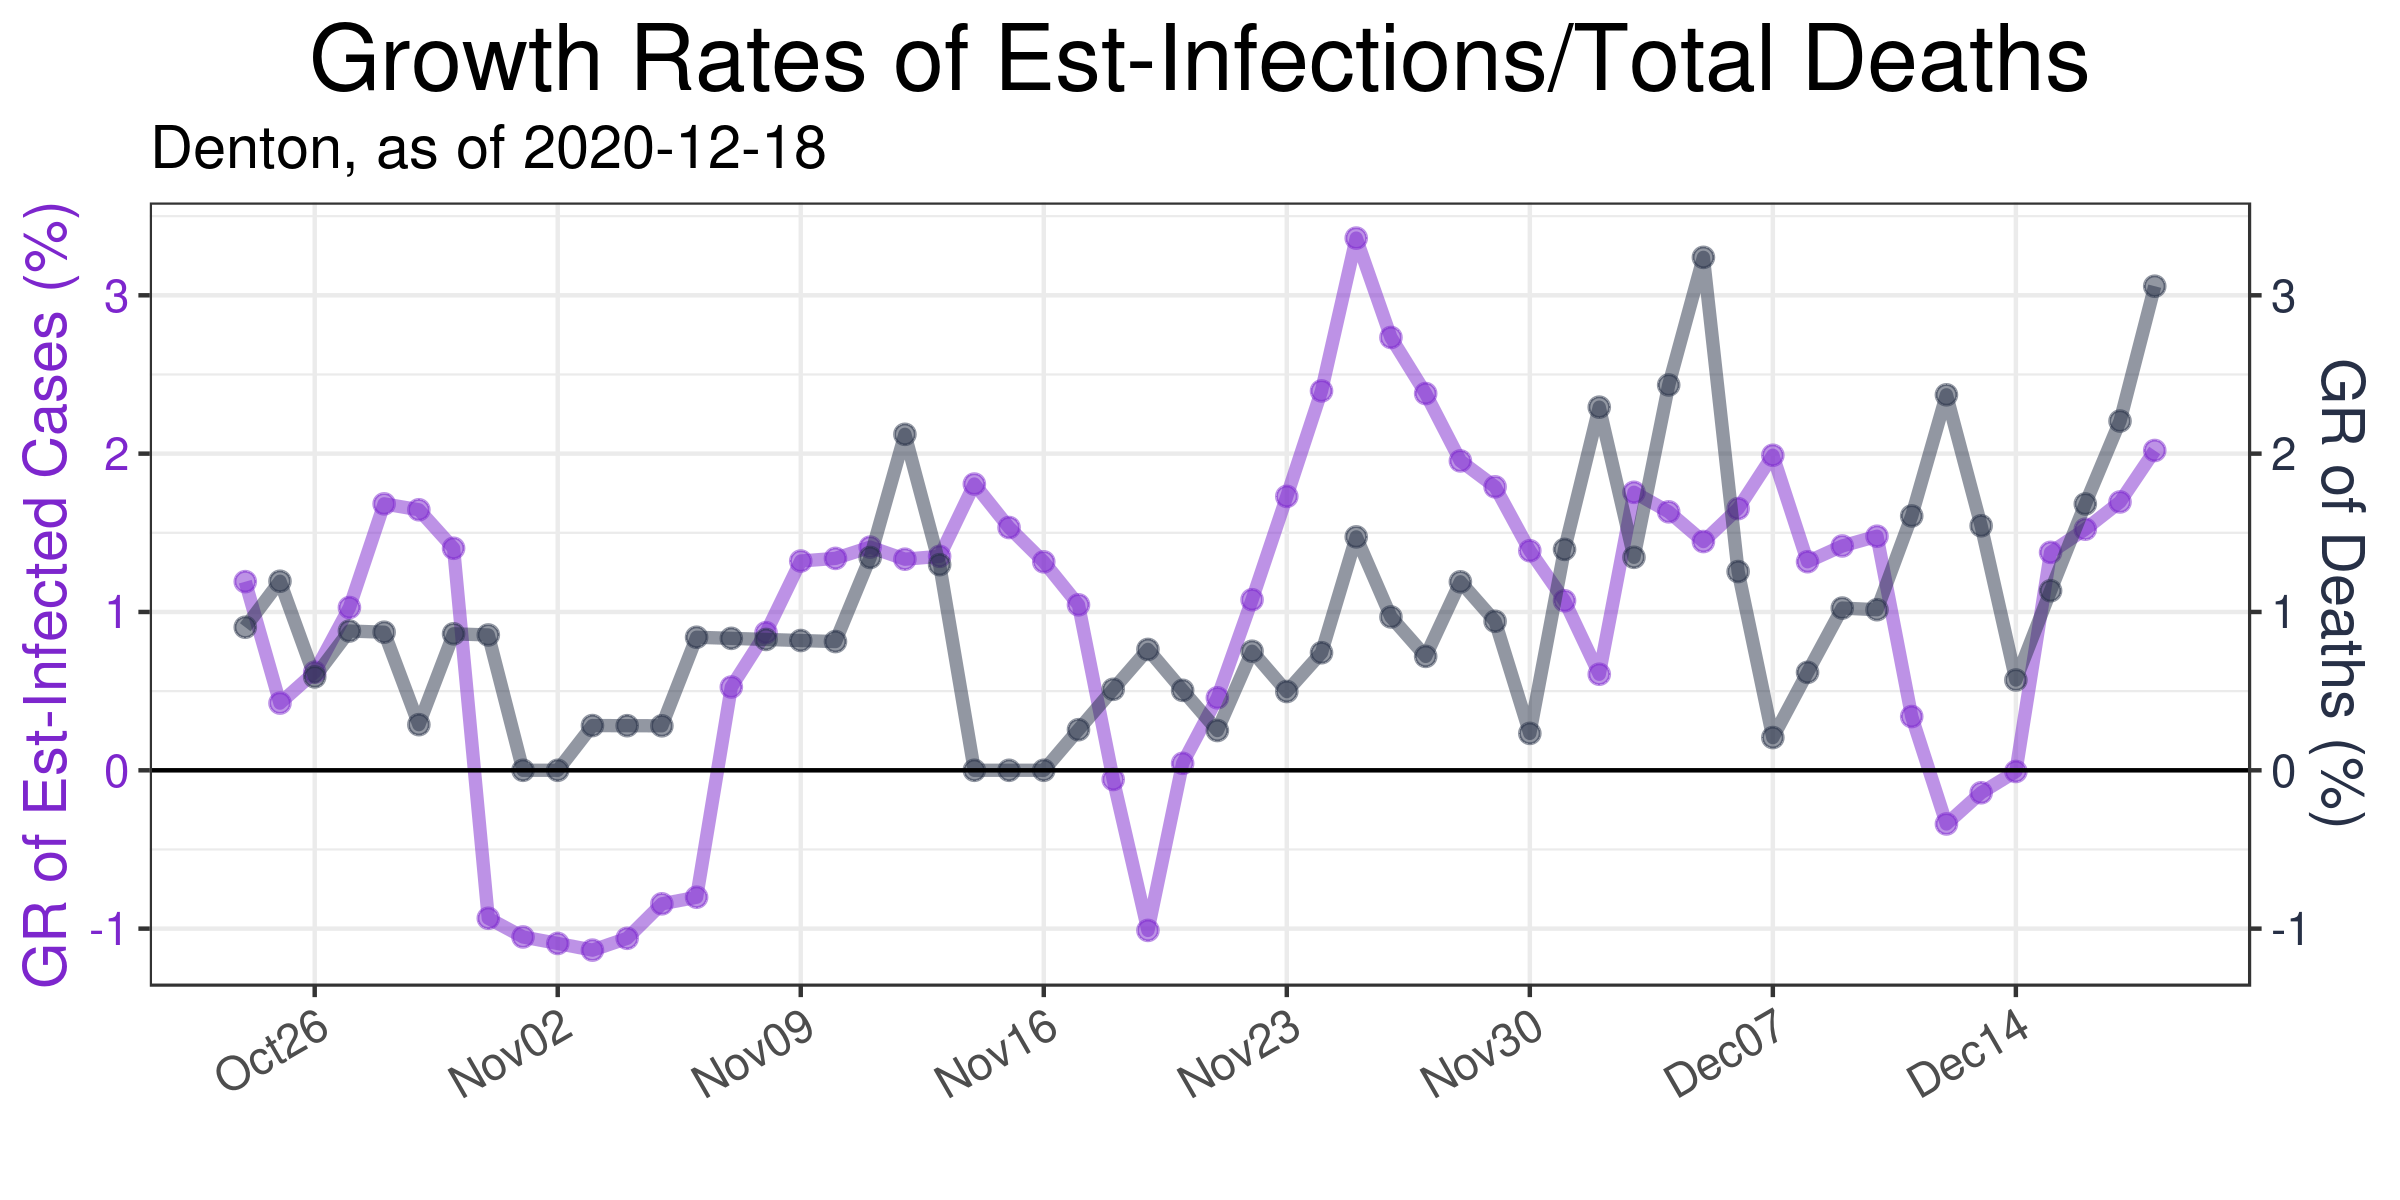 Growth Rates of Est-Infections/Total Deaths
Denton, as of 2020-12-18
GR of Est-Infected Cases (%)
3
2
1
0
-1
3
2
1
0
-1
GR of Deaths (%)
Oct26
Nov02
Nov09
Nov16
Nov23
Nov30
Dec07
Dec14